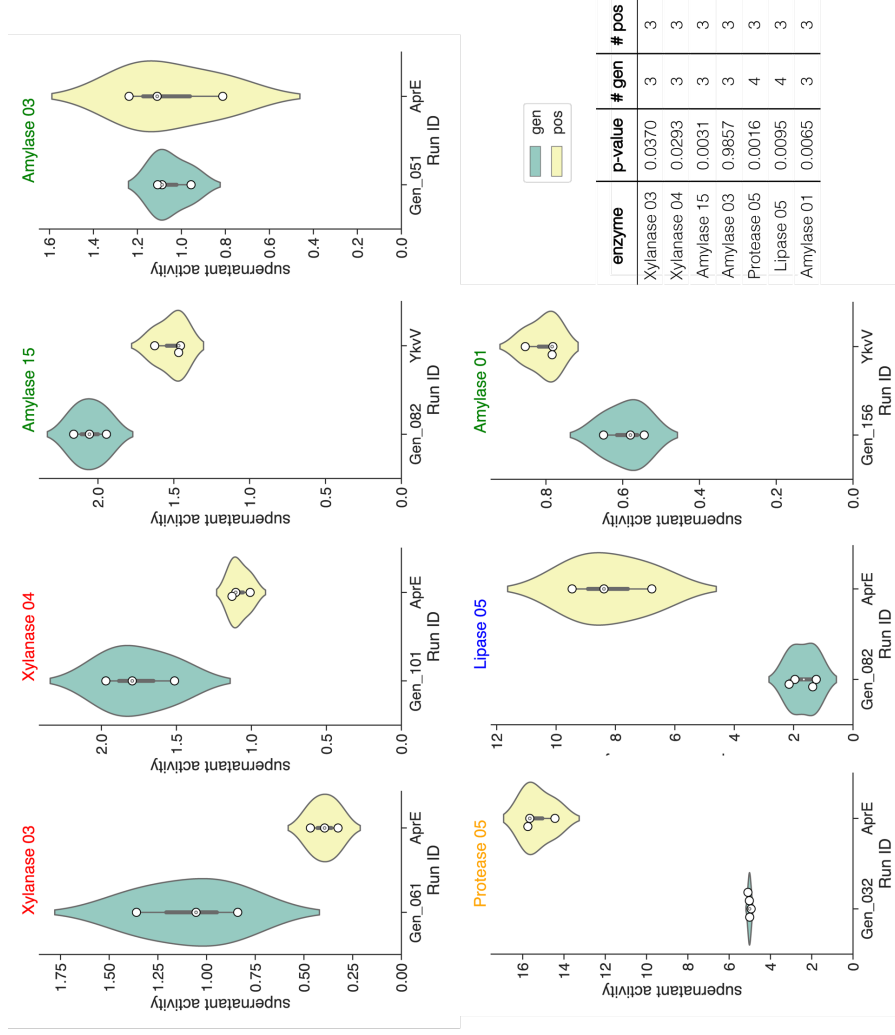 Xylanase 03
supernatant activity
1.75
1.50
1.25
1.00
0.75
0.50
0.25
0.00
Gen_061 AprE
Run ID
Xylanase 04
supernatant activity
2.0
1.5
1.0
0.5
0.0
Gen_101 AprE
Run ID
Amylase 15
supernatant activity
2.0
1.5
1.0
0.5
0.0
Gen_082 YkvV
Run ID
Amylase 03
supernatant activity
1.6
1.4
1.2
1.0
0.8
0.6
0.4
0.2
0.0
Gen_051 AprE
Run ID
Protease 05
supernatant activity
16
14
12
10
8
6
4
2
0
Gen_032 AprE
Run ID
Lipase 05
12
10
8
6
4
2
0
Gen_082 AprE
Run ID
Amylase 01
supernatant activity
0.8
0.6
0.4
0.2
0.0
Gen_156 YkvV
Run ID
gen
pos
enzyme p-value # gen # pos
Xylanase 03 0.0370 3 3
Xylanase 04 0.0293 3 3
Amylase 15 0.0031 3 3
Amylase 03 0.9857 3 3
Protease 05 0.0016 4 3
Lipase 05 0.0095 4 3
Amylase 01 0.0065 3 3